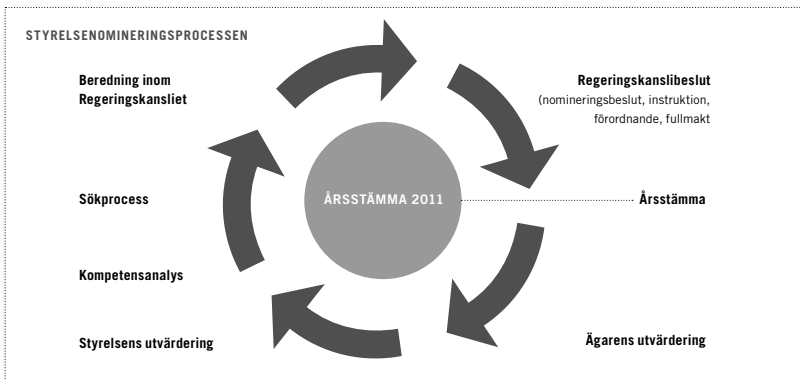 STYRELSENOMINERINGSPROCESSEN
Beredning inom
Regeringskansliet
Regeringskanslibeslut
(nomineringsbeslut, instruktion,
förordnande, fullmakt
Sökprocess
ÅRSSTÄMMA 2011
Årsstämma
Kompetensanalys
Styrelsens utvärdering
Ägarens utvärdering